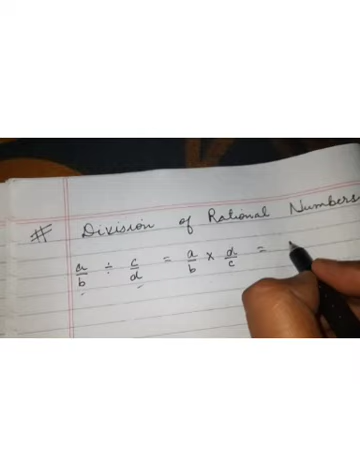 # Division of Rational Numbers
a/b ÷ c/d = a/b × d/c =